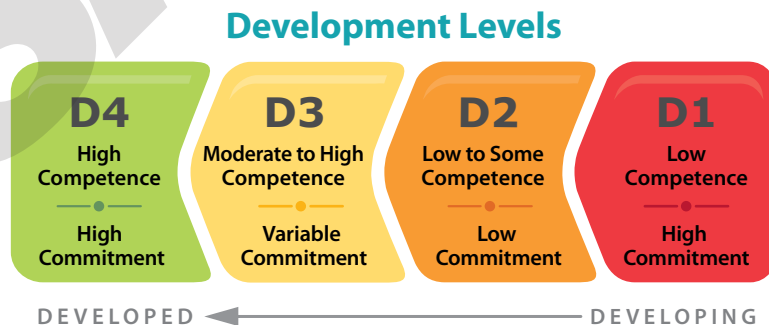 Development Levels
D4
High
Competence
High
Commitment
D3
Moderate to High
Competence
Variable
Commitment
D2
Low to Some
Competence
Low
Commitment
D1
Low
Competence
High
Commitment
DEVELOPED
DEVELOPING